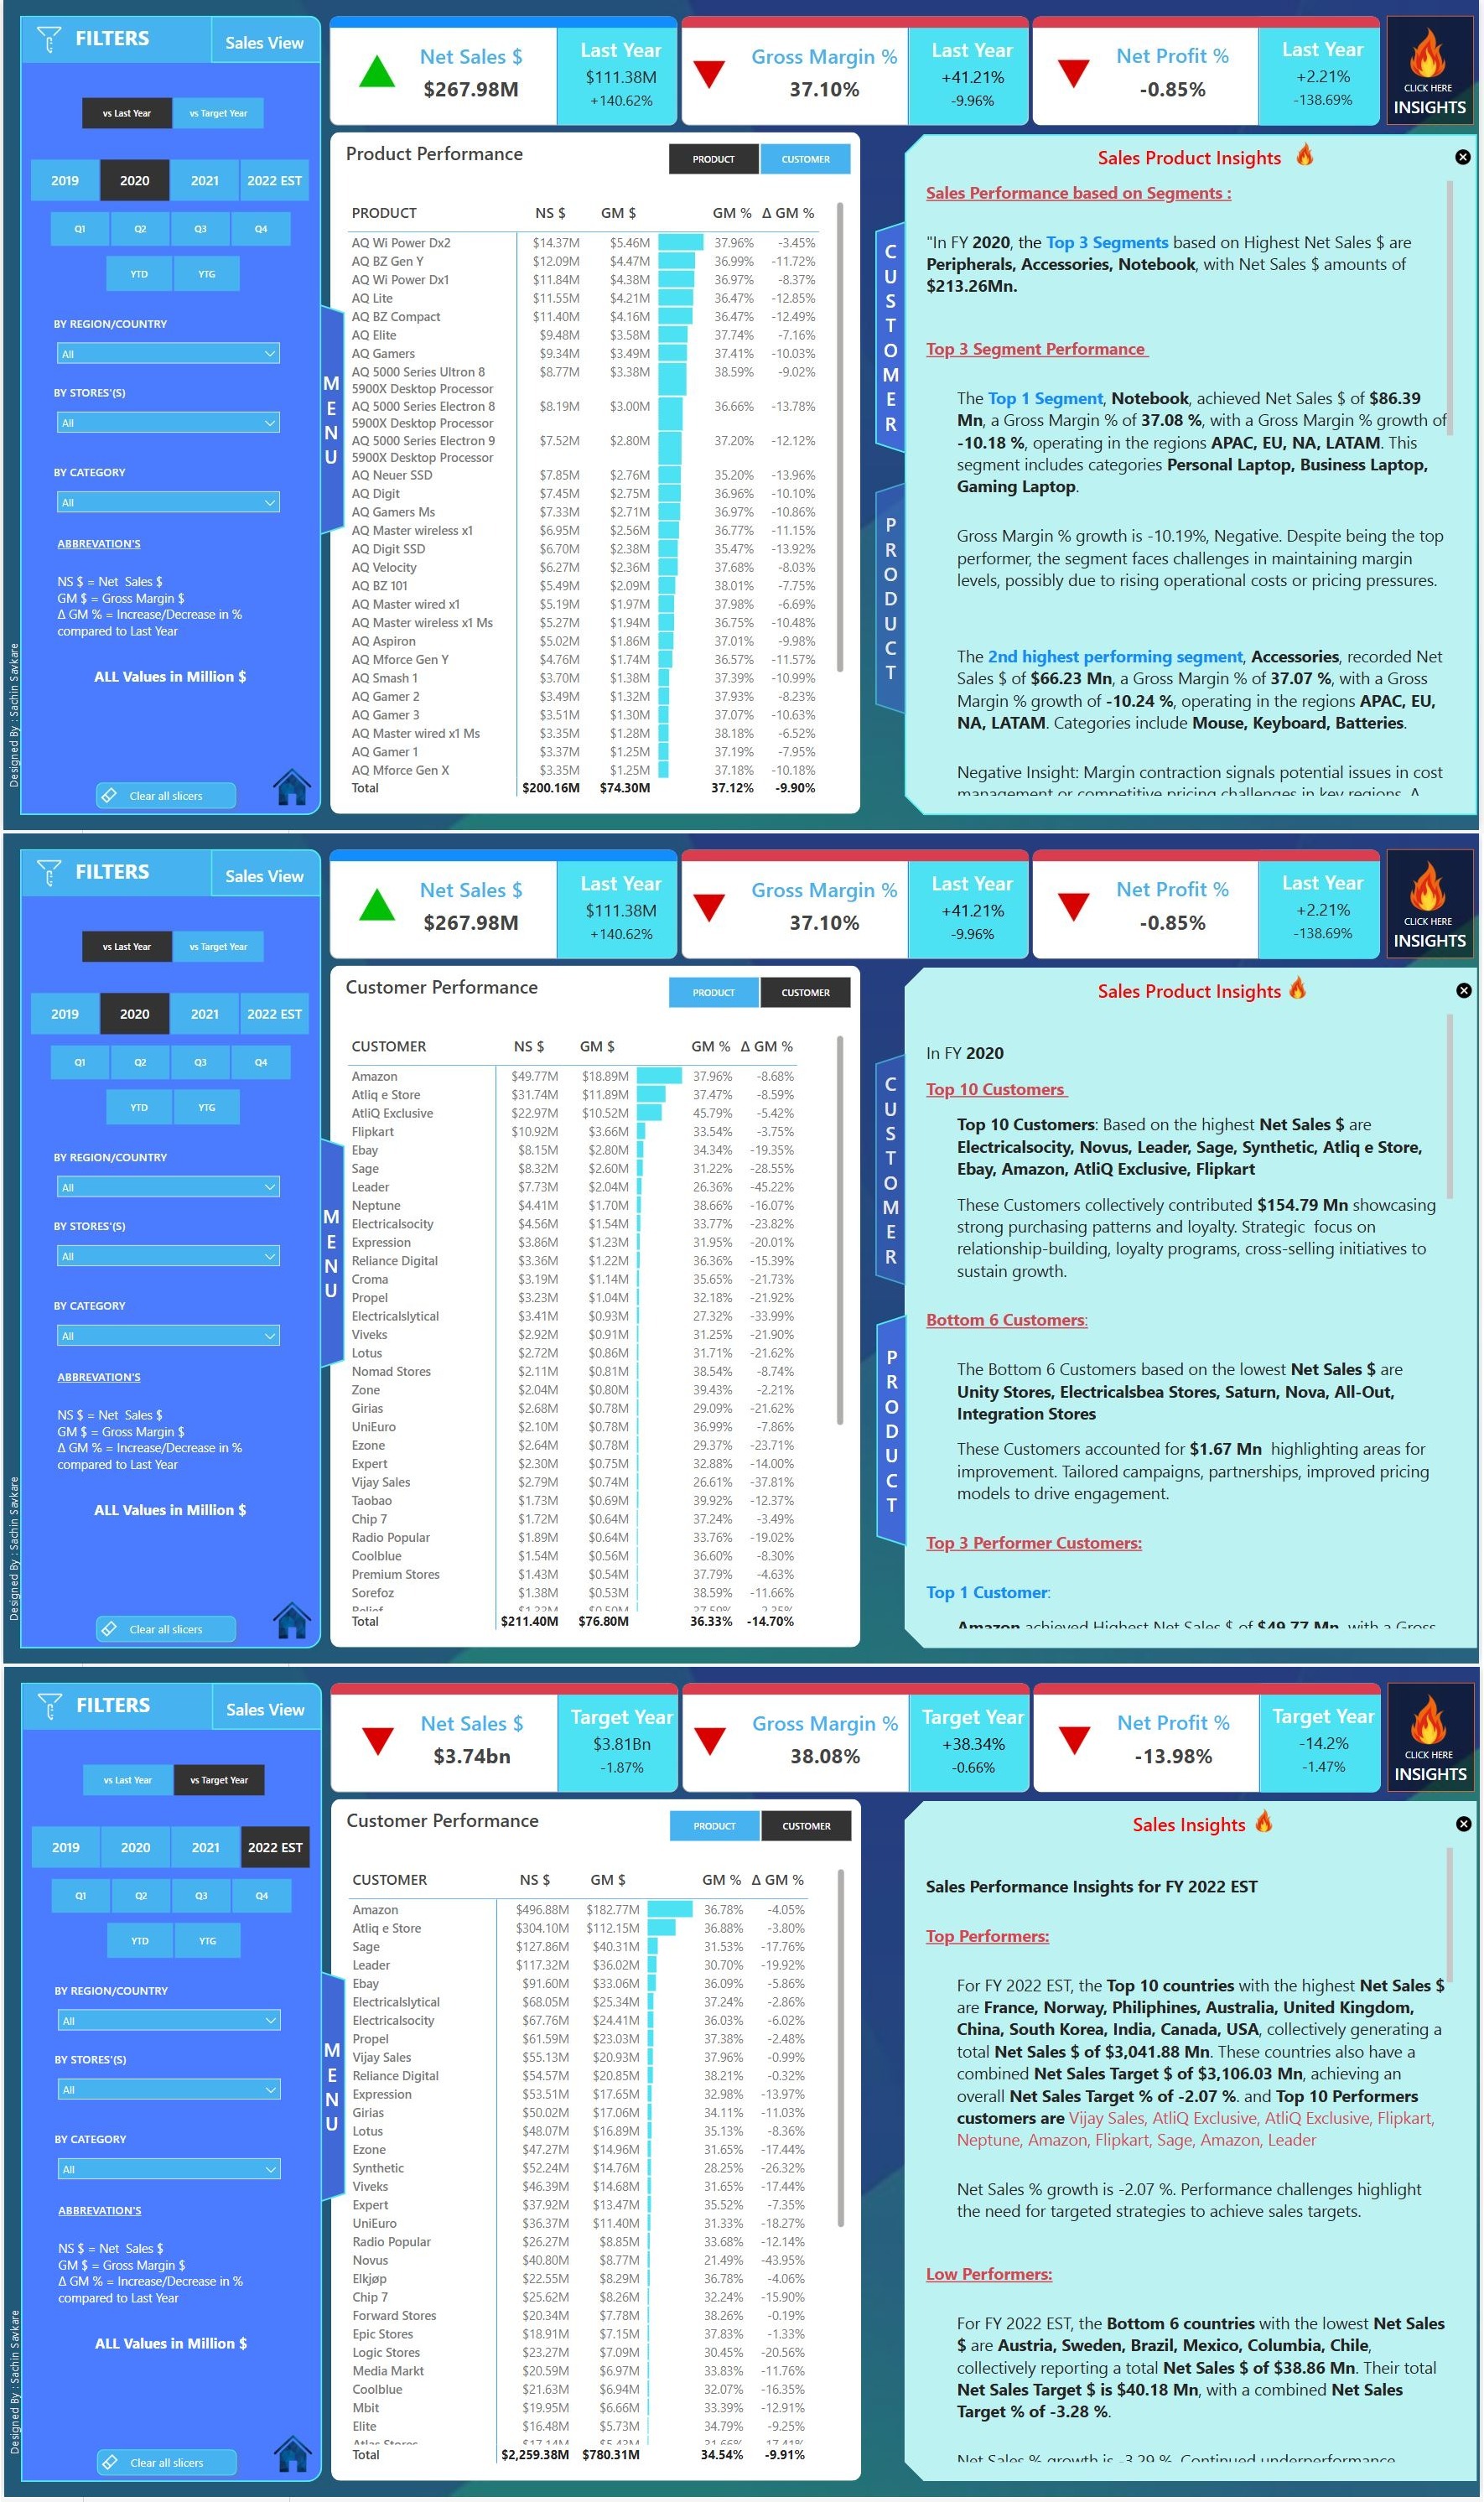 FILTERS
Sales View
vs Last Year
vs Target Year
2019
2020
2021
2022 EST
Q1
Q2
Q3
Q4
YTD
YTG
BY REGION/COUNTRY
All
BY STORES'(S)
All
BY CATEGORY
All
ABBREVATION'S
NS $ = Net Sales $
GM $ = Gross Margin $
Δ GM % = Increase/Decrease in %
compared to Last Year
ALL Values in Million $
Clear all slicers
Designed By : Sachin Savkare
MENU
Net Sales $
$267.98M
Last Year
$111.38M
+140.62%
Gross Margin %
37.10%
Last Year
+41.21%
-9.96%
Net Profit %
-0.85%
Last Year
+2.21%
-138.69%
CLICK HERE
INSIGHTS
Product Performance
PRODUCT
CUSTOMER
PRODUCT NS $ GM $ GM % Δ GM %
AQ Wi Power Dx2 $14.37M $5.46M 37.96% -3.45%
AQ BZ Gen Y $12.09M $4.47M 36.99% -11.72%
AQ Wi Power Dx1 $11.84M $4.38M 36.97% -8.37%
AQ Lite $11.55M $4.21M 36.47% -12.85%
AQ BZ Compact $11.40M $4.16M 36.47% -12.49%
AQ Elite $9.48M $3.58M 37.74% -7.16%
AQ Gamers $9.34M $3.49M 37.41% -10.03%
AQ 5000 Series Ultron 8 $8.77M $3.38M 38.59% -9.02%
5900X Desktop Processor
AQ 5000 Series Electron 8 $8.19M $3.00M 36.66% -13.78%
5900X Desktop Processor
AQ 5000 Series Electron 9 $7.52M $2.80M 37.20% -12.12%
5900X Desktop Processor
AQ Neuer SSD $7.85M $2.76M 35.20% -13.96%
AQ Digit $7.45M $2.75M 36.96% -10.10%
AQ Gamers Ms $7.33M $2.71M 36.97% -10.86%
AQ Master wireless x1 $6.95M $2.56M 36.77% -11.15%
AQ Digit SSD $6.70M $2.38M 35.47% -13.92%
AQ Velocity $6.27M $2.36M 37.68% -8.03%
AQ BZ 101 $5.49M $2.09M 38.01% -7.75%
AQ Master wired x1 $5.19M $1.97M 37.98% -6.69%
AQ Master wireless x1 Ms $5.27M $1.94M 36.75% -10.48%
AQ Aspiron $5.02M $1.86M 37.01% -9.98%
AQ Mforce Gen Y $4.76M $1.74M 36.57% -11.57%
AQ Smash 1 $3.70M $1.38M 37.39% -10.99%
AQ Gamer 2 $3.49M $1.32M 37.93% -8.23%
AQ Gamer 3 $3.51M $1.30M 37.07% -10.63%
AQ Master wired x1 Ms $3.35M $1.28M 38.18% -6.52%
AQ Gamer 1 $3.37M $1.25M 37.19% -7.95%
AQ Mforce Gen X $3.35M $1.25M 37.18% -10.18%
Total $200.16M $74.30M 37.12% -9.90%
CUSTOMER
PRODUCT
Sales Product Insights
Sales Performance based on Segments :
"In FY 2020, the Top 3 Segments based on Highest Net Sales $ are
Peripherals, Accessories, Notebook, with Net Sales $ amounts of
$213.26Mn.
Top 3 Segment Performance
The Top 1 Segment, Notebook, achieved Net Sales $ of $86.39
Mn, a Gross Margin % of 37.08 %, with a Gross Margin % growth of
-10.18 %, operating in the regions APAC, EU, NA, LATAM. This
segment includes categories Personal Laptop, Business Laptop,
Gaming Laptop.
Gross Margin % growth is -10.19%, Negative. Despite being the top
performer, the segment faces challenges in maintaining margin
levels, possibly due to rising operational costs or pricing pressures.
The 2nd highest performing segment, Accessories, recorded Net
Sales $ of $66.23 Mn, a Gross Margin % of 37.07 %, with a Gross
Margin % growth of -10.24 %, operating in the regions APAC, EU,
NA, LATAM. Categories include Mouse, Keyboard, Batteries.
Negative Insight: Margin contraction signals potential issues in cost
management or competitive pricing challenges in key regions. A
FILTERS
Sales View
vs Last Year
vs Target Year
2019
2020
2021
2022 EST
Q1
Q2
Q3
Q4
YTD
YTG
BY REGION/COUNTRY
All
BY STORES'(S)
All
BY CATEGORY
All
ABBREVATION'S
NS $ = Net Sales $
GM $ = Gross Margin $
Δ GM % = Increase/Decrease in %
compared to Last Year
ALL Values in Million $
Clear all slicers
Designed By : Sachin Savkare
MENU
Net Sales $
$267.98M
Last Year
$111.38M
+140.62%
Gross Margin %
37.10%
Last Year
+41.21%
-9.96%
Net Profit %
-0.85%
Last Year
+2.21%
-138.69%
CLICK HERE
INSIGHTS
Customer Performance
PRODUCT
CUSTOMER
CUSTOMER NS $ GM $ GM % Δ GM %
Amazon $49.77M $18.89M 37.96% -8.68%
Atliq e Store $31.74M $11.89M 37.47% -8.59%
AtliQ Exclusive $22.97M $10.52M 45.79% -5.42%
Flipkart $10.92M $3.66M 33.54% -3.75%
Ebay $8.15M $2.80M 34.34% -19.35%
Sage $8.32M $2.60M 31.22% -28.55%
Leader $7.73M $2.04M 26.36% -45.22%
Neptune $4.41M $1.70M 38.66% -16.07%
Electricalsocity $4.56M $1.54M 33.77% -23.82%
Expression $3.86M $1.23M 31.95% -20.01%
Reliance Digital $3.36M $1.22M 36.36% -15.39%
Croma $3.19M $1.14M 35.65% -21.73%
Propel $3.23M $1.04M 32.18% -21.92%
Electricalslytical $3.41M $0.93M 27.32% -33.99%
Viveks $2.92M $0.91M 31.25% -21.90%
Lotus $2.72M $0.86M 31.71% -21.62%
Nomad Stores $2.11M $0.81M 38.54% -8.74%
Zone $2.04M $0.80M 39.43% -2.21%
Girias $2.68M $0.78M 29.09% -21.62%
UniEuro $2.10M $0.78M 36.99% -7.86%
Ezone $2.64M $0.78M 29.37% -23.71%
Expert $2.30M $0.75M 32.88% -14.00%
Vijay Sales $2.79M $0.74M 26.61% -37.81%
Taobao $1.73M $0.69M 39.92% -12.37%
Chip 7 $1.72M $0.64M 37.24% -3.49%
Radio Popular $1.89M $0.64M 33.76% -19.02%
Coolblue $1.54M $0.56M 36.60% -8.30%
Premium Stores $1.43M $0.54M 37.79% -4.63%
Sorefoz $1.38M $0.53M 38.59% -11.66%
Total $211.40M $76.80M 36.33% -14.70%
CUSTOMER
PRODUCT
Sales Product Insights
In FY 2020
Top 10 Customers
Top 10 Customers: Based on the highest Net Sales $ are
Electricalsocity, Novus, Leader, Sage, Synthetic, Atliq e Store,
Ebay, Amazon, AtliQ Exclusive, Flipkart
These Customers collectively contributed $154.79 Mn showcasing
strong purchasing patterns and loyalty. Strategic focus on
relationship-building, loyalty programs, cross-selling initiatives to
sustain growth.
Bottom 6 Customers:
The Bottom 6 Customers based on the lowest Net Sales $ are
Unity Stores, Electricalsbea Stores, Saturn, Nova, All-Out,
Integration Stores
These Customers accounted for $1.67 Mn highlighting areas for
improvement. Tailored campaigns, partnerships, improved pricing
models to drive engagement.
Top 3 Performer Customers:
Top 1 Customer:
Amazon achieved Highest Net Sales $ of $49.77 Mn, with a Gross
FILTERS
Sales View
vs Last Year
vs Target Year
2019
2020
2021
2022 EST
Q1
Q2
Q3
Q4
YTD
YTG
BY REGION/COUNTRY
All
BY STORES'(S)
All
BY CATEGORY
All
ABBREVATION'S
NS $ = Net Sales $
GM $ = Gross Margin $
Δ GM % = Increase/Decrease in %
compared to Last Year
ALL Values in Million $
Clear all slicers
Designed By : Sachin Savkare
MENU
Net Sales $
$3.74bn
Target Year
$3.81Bn
-1.87%
Gross Margin %
38.08%
Target Year
+38.34%
-0.66%
Net Profit %
-13.98%
Target Year
-14.2%
-1.47%
CLICK HERE
INSIGHTS
Customer Performance
PRODUCT
CUSTOMER
CUSTOMER NS $ GM $ GM % Δ GM %
Amazon $496.88M $182.77M 36.78% -4.05%
Atliq e Store $304.10M $112.15M 36.88% -3.80%
Sage $127.86M $40.31M 31.53% -17.76%
Leader $117.32M $36.02M 30.70% -19.92%
Ebay $91.60M $33.06M 36.09% -5.86%
Electricalslytical $68.05M $25.34M 37.24% -2.86%
Electricalsocity $67.76M $24.41M 36.03% -6.02%
Propel $61.59M $23.03M 37.38% -2.48%
Vijay Sales $55.13M $20.93M 37.96% -0.99%
Reliance Digital $54.57M $20.85M 38.21% -0.32%
Expression $53.51M $17.65M 32.98% -13.97%
Girias $50.02M $17.06M 34.11% -11.03%
Lotus $48.07M $16.89M 35.13% -8.36%
Ezone $47.27M $14.96M 31.65% -17.44%
Synthetic $52.24M $14.76M 28.25% -26.32%
Viveks $46.39M $14.68M 31.65% -17.44%
Expert $37.92M $13.47M 35.52% -7.35%
UniEuro $36.37M $11.40M 31.33% -18.27%
Radio Popular $26.27M $8.85M 33.68% -12.14%
Novus $40.80M $8.77M 21.49% -43.95%
Elkjøp $22.55M $8.29M 36.78% -4.06%
Chip 7 $25.62M $8.26M 32.24% -15.90%
Forward Stores $20.34M $7.78M 38.26% -0.19%
Epic Stores $18.91M $7.15M 37.83% -1.33%
Logic Stores $23.27M $7.09M 30.45% -20.56%
Media Markt $20.59M $6.97M 33.83% -11.76%
Coolblue $21.63M $6.94M 32.07% -16.35%
Mbit $19.95M $6.66M 33.39% -12.91%
Elite $16.48M $5.73M 34.79% -9.25%
Total $2,259.38M $780.31M 34.54% -9.91%
Sales Insights
Sales Performance Insights for FY 2022 EST
Top Performers:
For FY 2022 EST, the Top 10 countries with the highest Net Sales $
are France, Norway, Philiphines, Australia, United Kingdom,
China, South Korea, India, Canada, USA, collectively generating a
total Net Sales $ of $3,041.88 Mn. These countries also have a
combined Net Sales Target $ of $3,106.03 Mn, achieving an
overall Net Sales Target % of -2.07 %. and Top 10 Performers
customers are Vijay Sales, AtliQ Exclusive, AtliQ Exclusive, Flipkart,
Neptune, Amazon, Flipkart, Sage, Amazon, Leader
Net Sales % growth is -2.07 %. Performance challenges highlight
the need for targeted strategies to achieve sales targets.
Low Performers:
For FY 2022 EST, the Bottom 6 countries with the lowest Net Sales
$ are Austria, Sweden, Brazil, Mexico, Columbia, Chile,
collectively reporting a total Net Sales $ of $38.86 Mn. Their total
Net Sales Target $ is $40.18 Mn, with a combined Net Sales
Target % of -3.28 %.
Net Sales % growth is -3.29 %. Continued underperformance